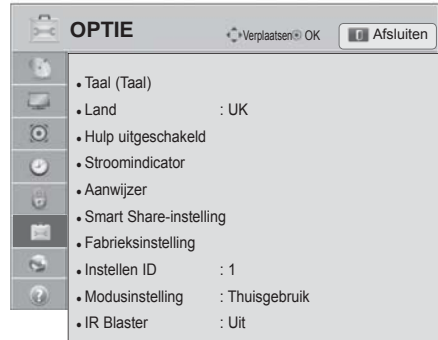 OPTIE Verplaatsen OK Afsluiten
• Taal (Taal)
• Land : UK
• Hulp uitgeschakeld
• Stroomindicator
• Aanwijzer
• Smart Share-instelling
• Fabrieksinstelling
• Instellen ID : 1
• Modusinstelling : Thuisgebruik
• IR Blaster : Uit